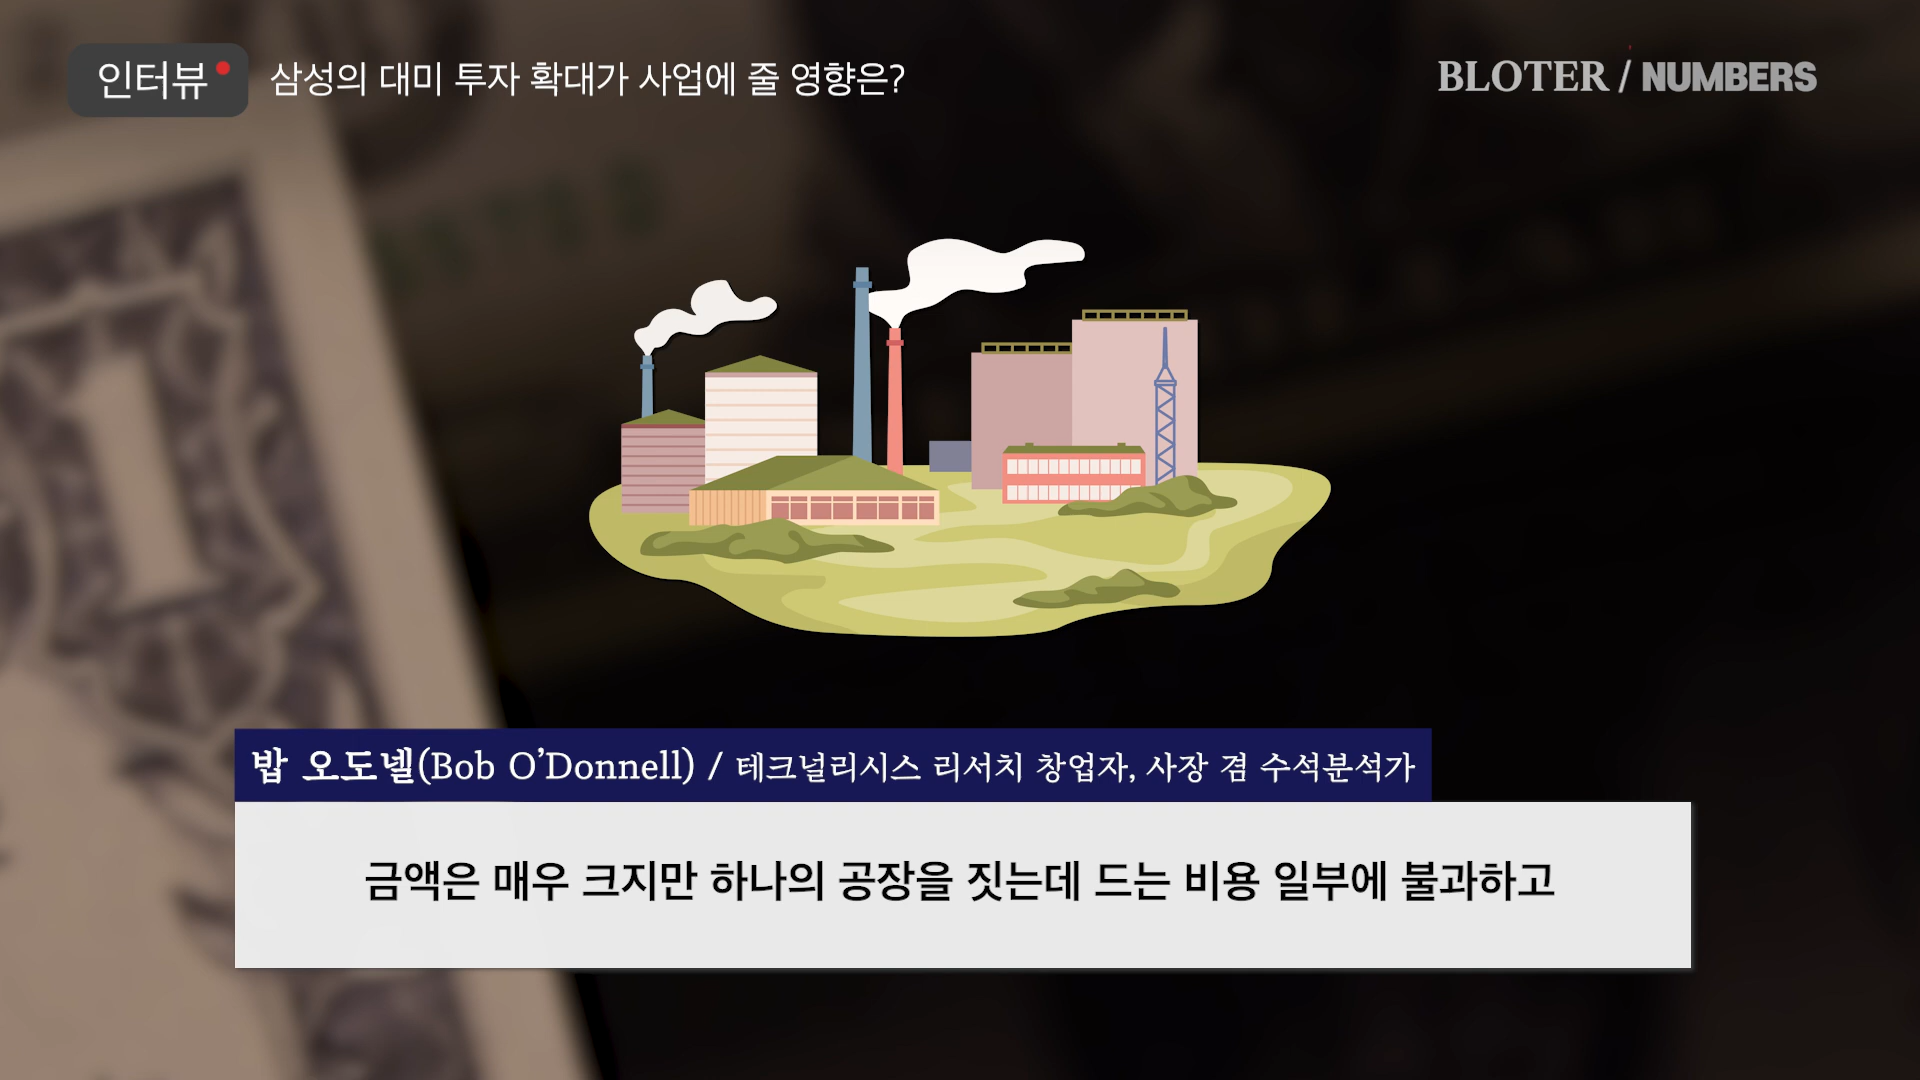 인터뷰 삼성의 대미 투자 확대가 사업에 줄 영향은?
BLOTER / NUMBERS
밥 오도넬(Bob O’Donnell) / 테크널리시스 리서치 창업자, 사장 겸 수석분석가
금액은 매우 크지만 하나의 공장을 짓는데 드는 비용 일부에 불과하고